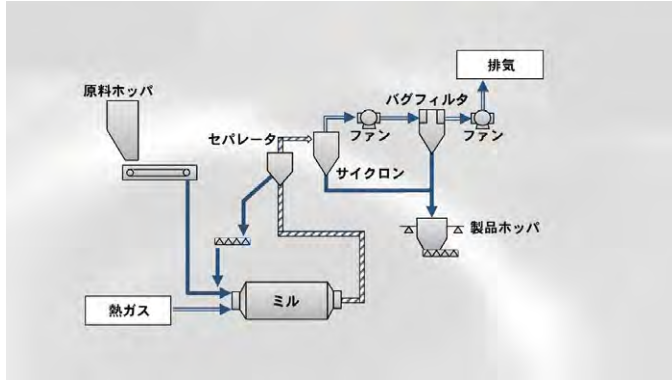 排気
原料ホッパ
バグフィルタ
セパレータ
ファン
ファン
サイクロン
製品ホッパ
ミル
熱ガス